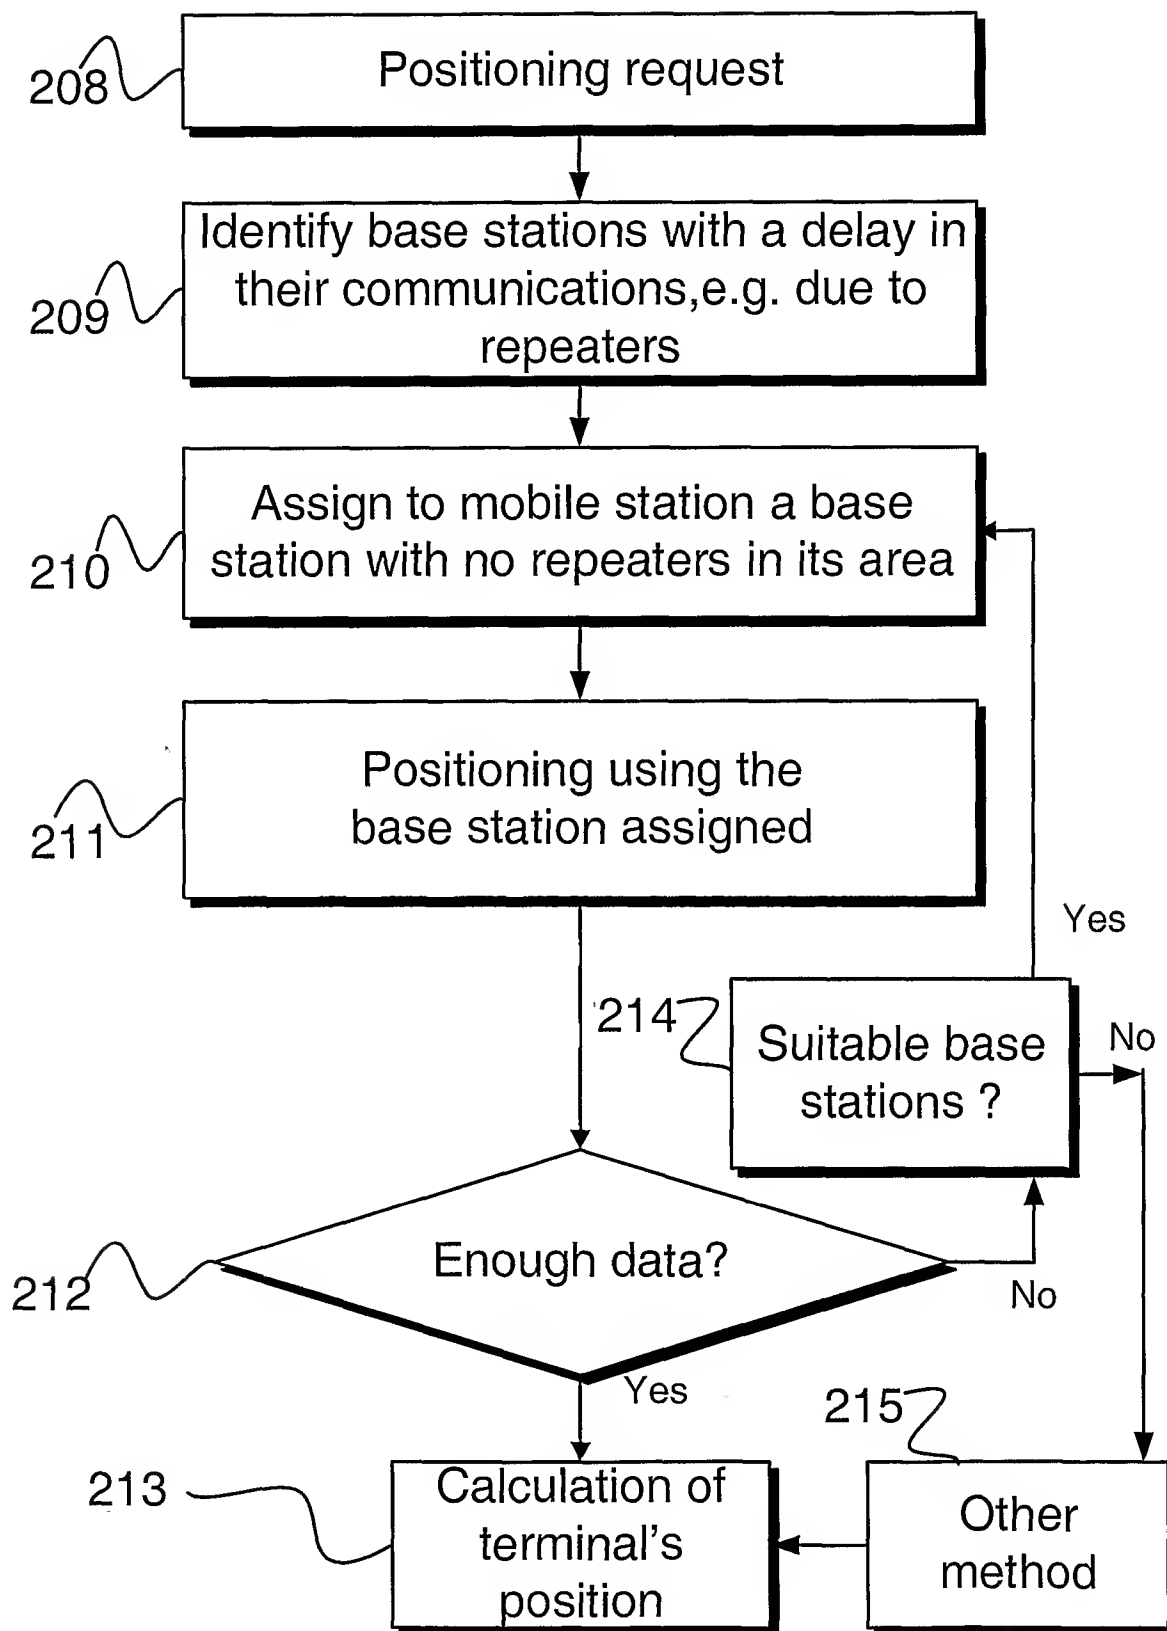 208
Positioning request
209
Identify base stations with a delay in
their communications,e.g. due to
repeaters
210
Assign to mobile station a base
station with no repeaters in its area
211
Positioning using the
base station assigned
Yes
214
Suitable base
stations ?
No
212
Enough data?
No
Yes
213
Calculation of
terminal's
position
215
Other
method